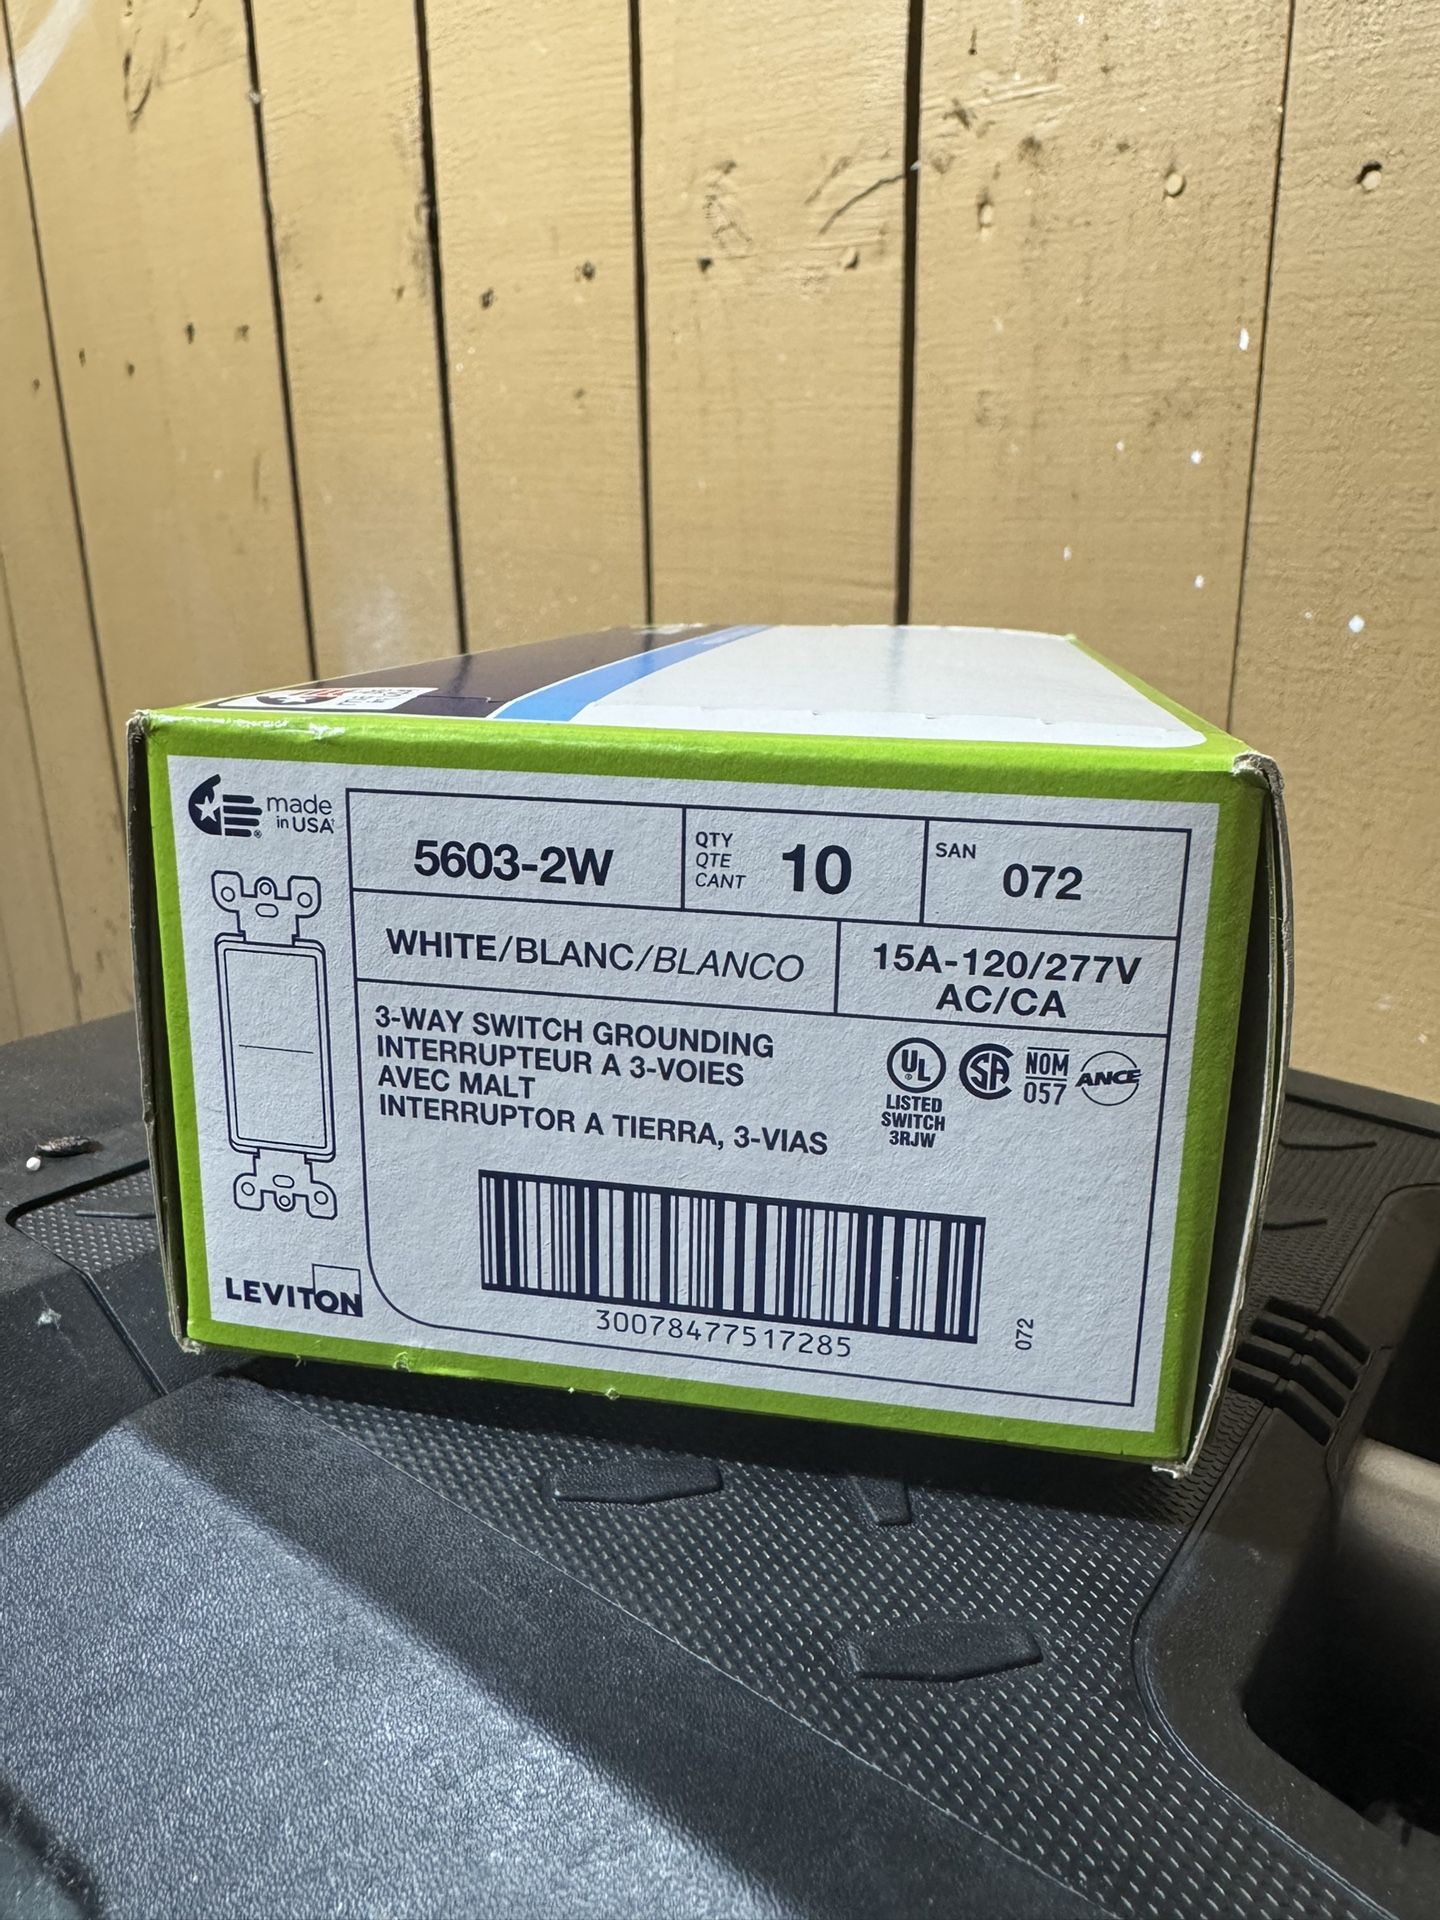 made
in USA†
5603-2W
QTY
QTE
CANT
10
SAN
072
WHITE/BLANC/BLANCO
15A-120/277V
AC/CA
3-WAY SWITCH GROUNDING
INTERRUPTEUR A 3-VOIES
AVEC MALT
INTERRUPTOR A TIERRA, 3-VIAS
UL
LISTED
SWITCH
3RJW
CSA
NOM
057
ANCE
LEVITON
30078477517285
072